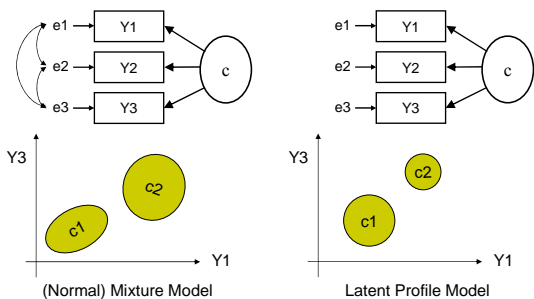 e1 Y1
e2 Y2 c
e3 Y3
e1 Y1
e2 Y2 c
e3 Y3
Y3
c1 c2
Y1
(Normal) Mixture Model
Y3
c1 c2
Y1
Latent Profile Model